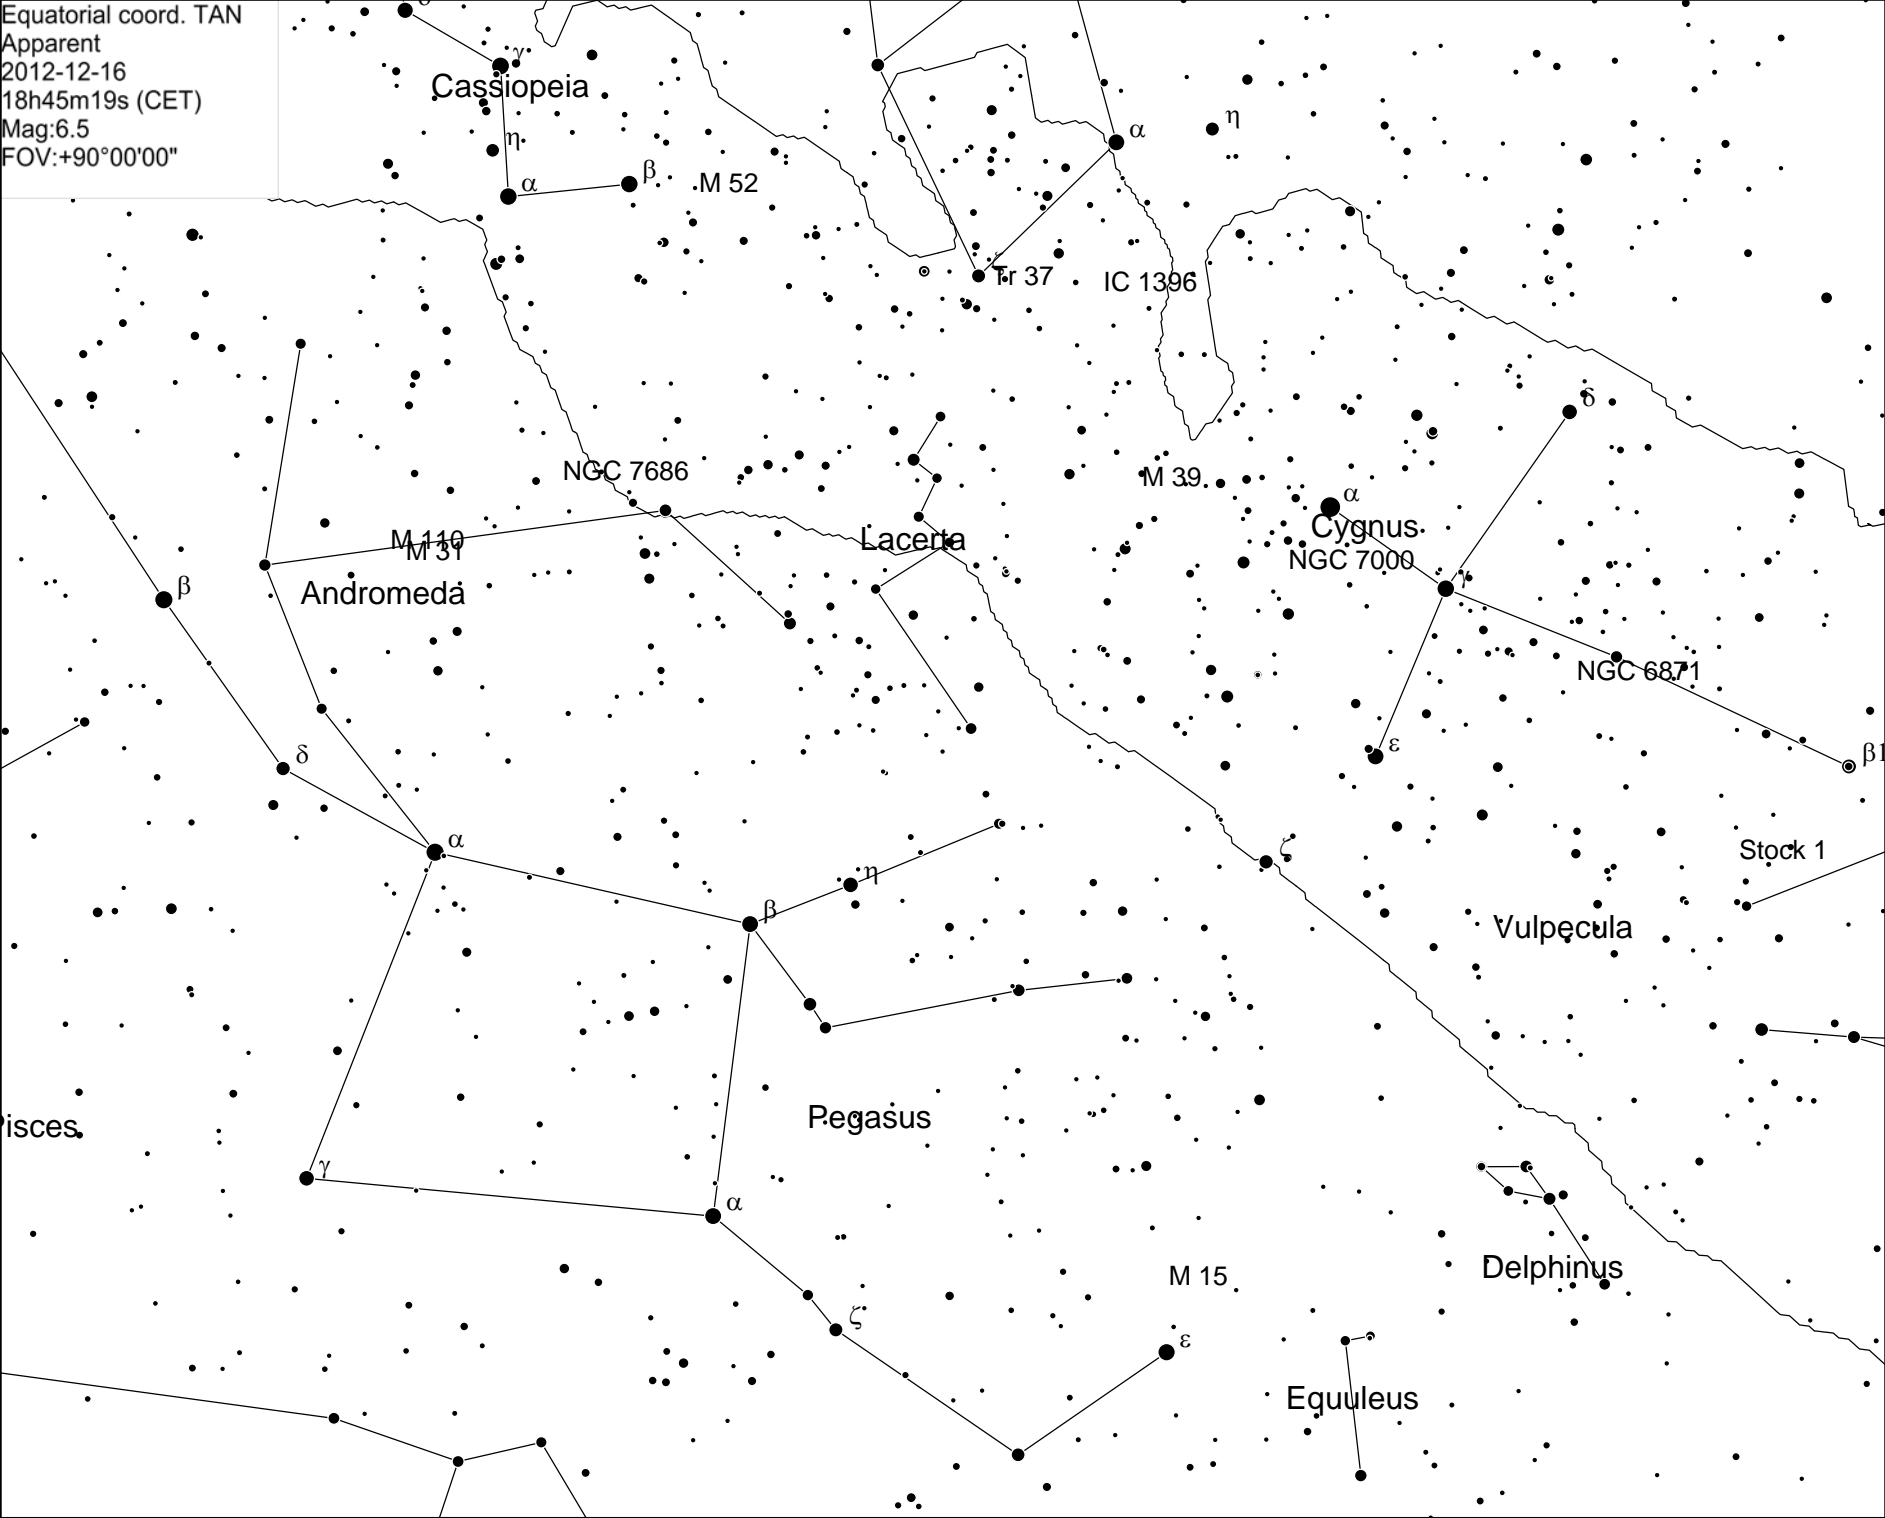 Equatorial coord. TAN
Apparent
2012-12-16
18h45m19s (CET)
Mag:6.5
FOV:+90°00'00"
γ
Cassiopeia
α
η
η
α
β
M 52
Tr 37
IC 1396
δ
NGC 7686
M 39
α
Cygnus
M 110
M 31
Lacerta
NGC 7000
Andromeda
β
γ
NGC 6871
δ
ε
β1
α
ζ
Stock 1
η
β
Vulpecula
Pegasus
isces
γ
α
M 15
Delphinus
ζ
ε
Equuleus